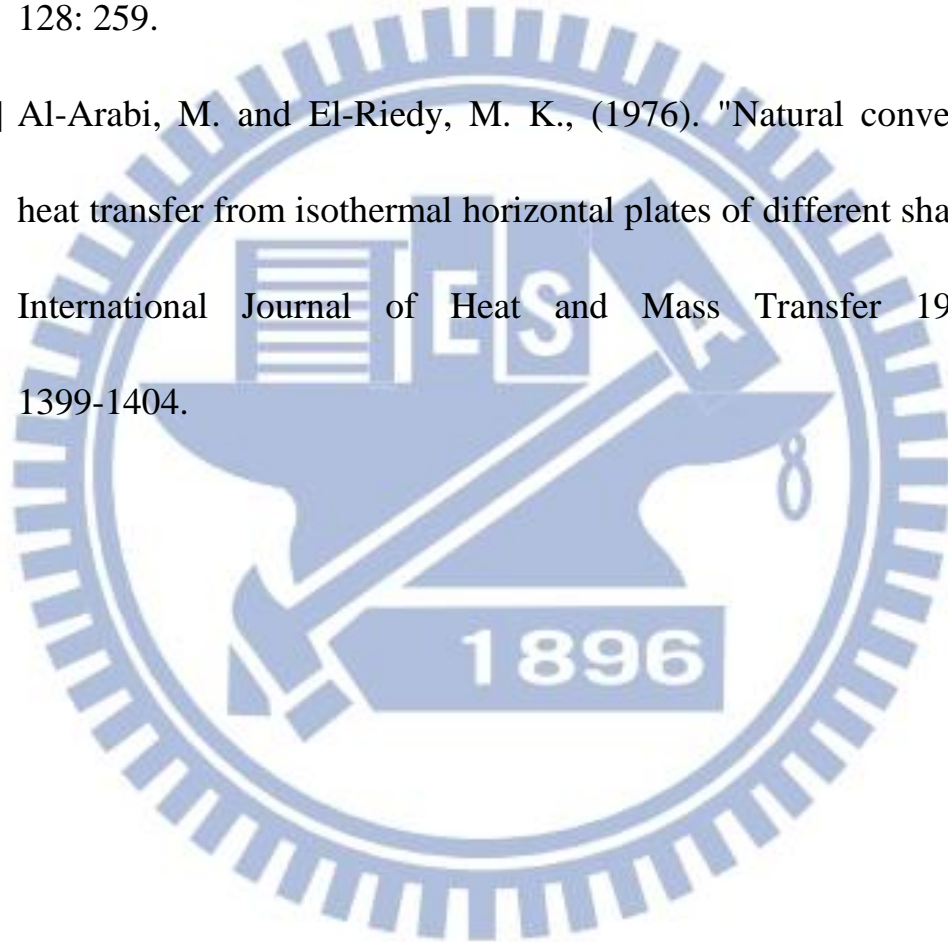 128: 259.
] Al-Arabi, M. and El-Riedy, M. K., (1976). "Natural conve
heat transfer from isothermal horizontal plates of different sha
International Journal of Heat and Mass Transfer 19
1399-1404.
E S A
8
1896